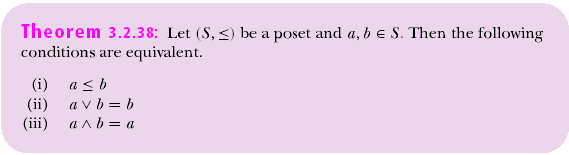 Theorem 3.2.38: Let (S, ≤) be a poset and a, b ∈ S. Then the following
conditions are equivalent.
(i) a ≤ b
(ii) a ∨ b = b
(iii) a ∧ b = a